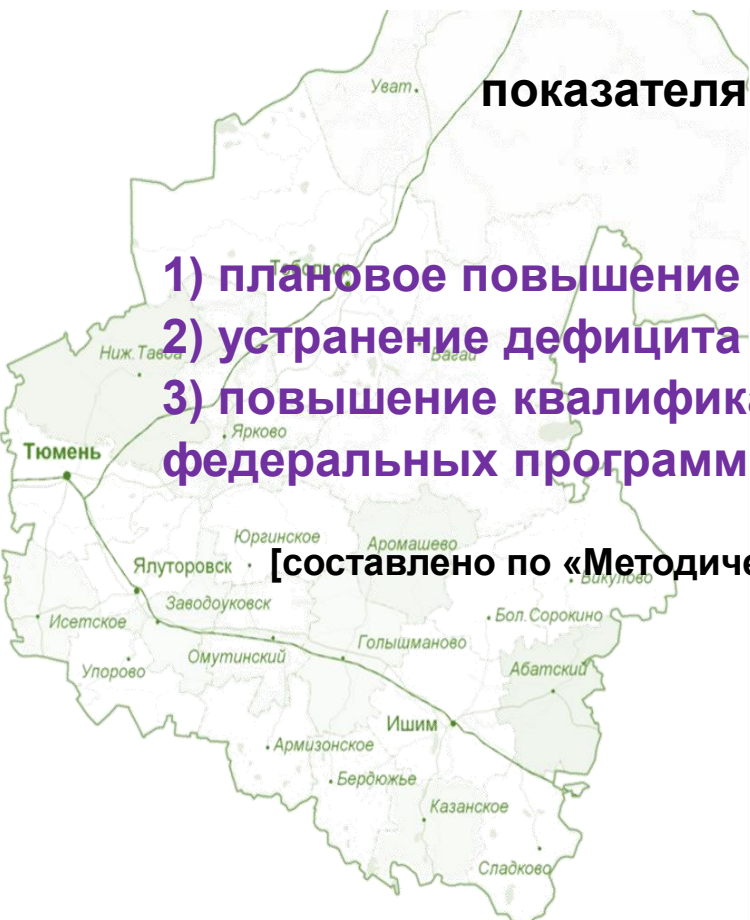 Уват
показателя
Тобольск
1) плановое повышение
2) устранение дефицита
Ниж.Тавда
Вагай
3) повышение квалифика
Ярково
Тюмень
федеральных программ
Юргинское
Аромашево
Ялуторовск
[составлено по «Методиче
Викулово
Заводоуковск
Бол.Сорокино
Исетское
Голышманово
Омутинский
Упорово
Абатский
Ишим
Армизонское
Бердюжье
Казанское
Сладково